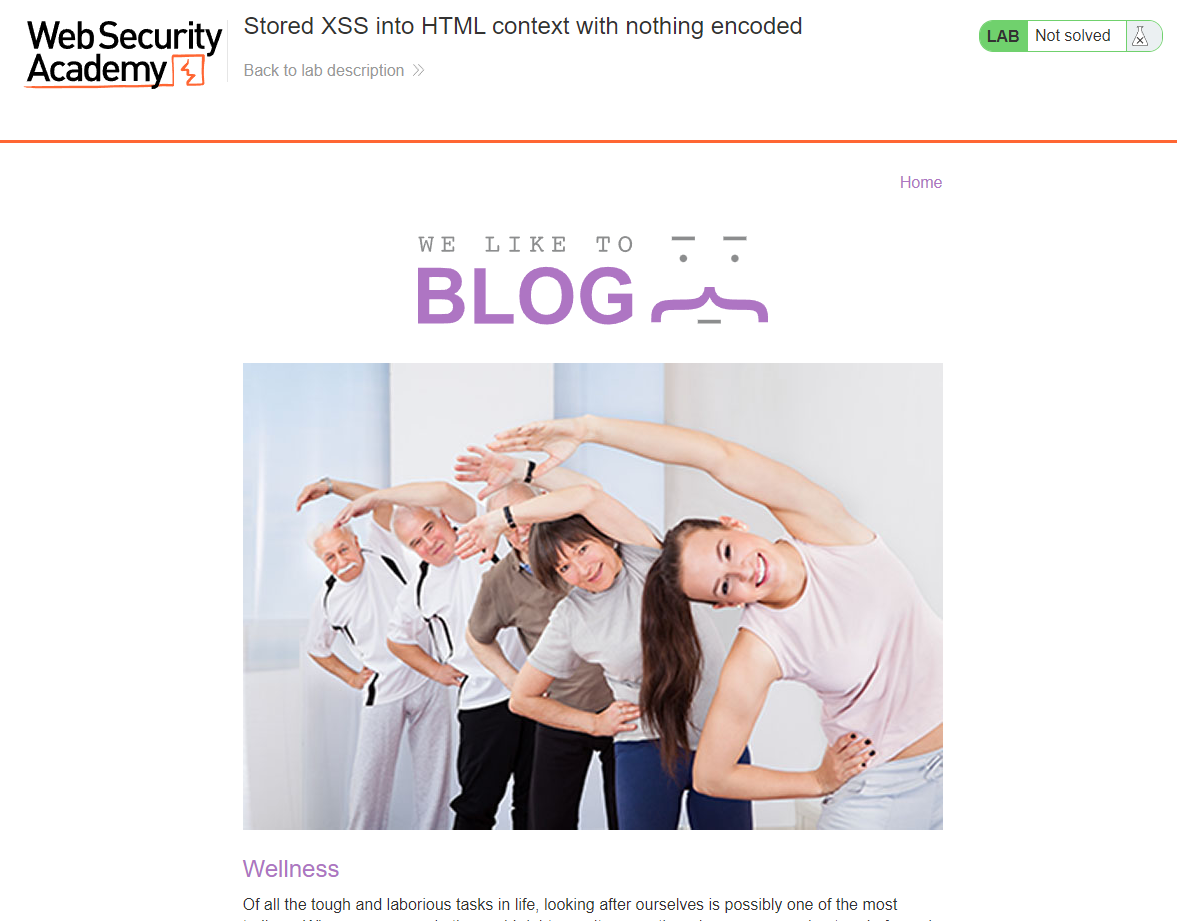 Web Security
Academy
Stored XSS into HTML context with nothing encoded
Back to lab description
LAB Not solved
Home
WE LIKE TO
BLOG
Wellness
Of all the tough and laborious tasks in life, looking after ourselves is possibly one of the most